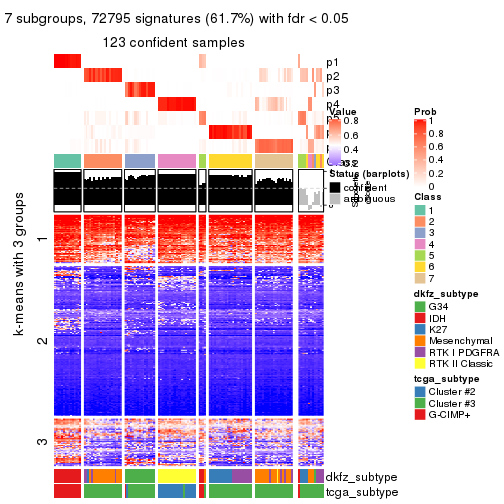 7 subgroups, 72795 signatures (61.7%) with fdr < 0.05
123 confident samples
p1
p2
p3
p4
Value
0.8
0.6
0.4
0.2
Status (barplots)
confident
ambiguous
k-means with 3 groups
1
2
3
Prob
1
0.8
0.6
0.4
0.2
0
Class
1
2
3
4
5
6
7
dkfz_subtype
G34
IDH
K27
Mesenchymal
RTK I PDGFRA
RTK II Classic
tcga_subtype
Cluster #2
Cluster #3
G-CIMP+
dkfz_subtype
tcga_subtype